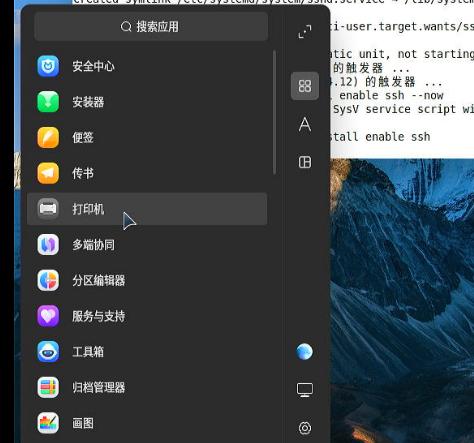 Created symlink /etc/systemd/system/sshd.service → /lib/system
搜索应用
安全中心
安装器
便签
传书
打印机
多端协同
分区编辑器
服务与支持
工具箱
归档管理器
画图
A
ti-user.target.wants/ss
atic unit, not starting
的触发器 ...
4.12) 的触发器 ...
enable ssh --now
SysV service script wi
stall enable ssh